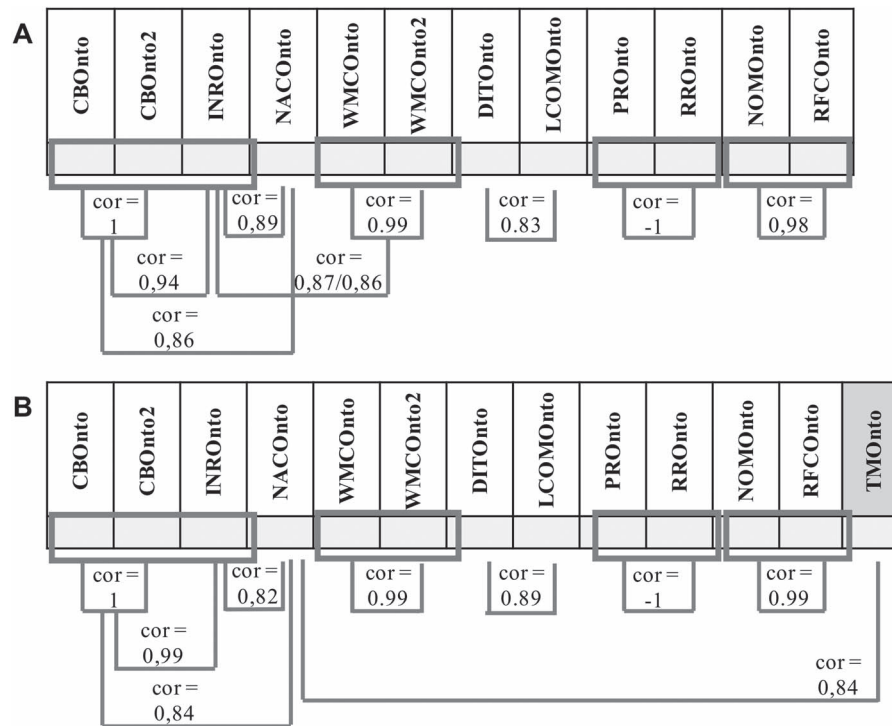 A
CBOnto
CBOnto2
INROnto
NACOnto
WMCOnto
WMCOnto2
DITOnto
LCOMOnto
PROnto
RROnto
NOMOnto
RFCOnto
cor =
1
cor =
0,89
cor =
0.99
cor =
0.83
cor =
-1
cor =
0,98
cor =
0,94
cor =
0,87/0,86
cor =
0,86
B
CBOnto
CBOnto2
INROnto
NACOnto
WMCOnto
WMCOnto2
DITOnto
LCOMOnto
PROnto
RROnto
NOMOnto
RFCOnto
TMOnto
cor =
1
cor =
0,82
cor =
0.99
cor =
0.89
cor =
-1
cor =
0.99
cor =
0,99
cor =
0,84
cor =
0,84